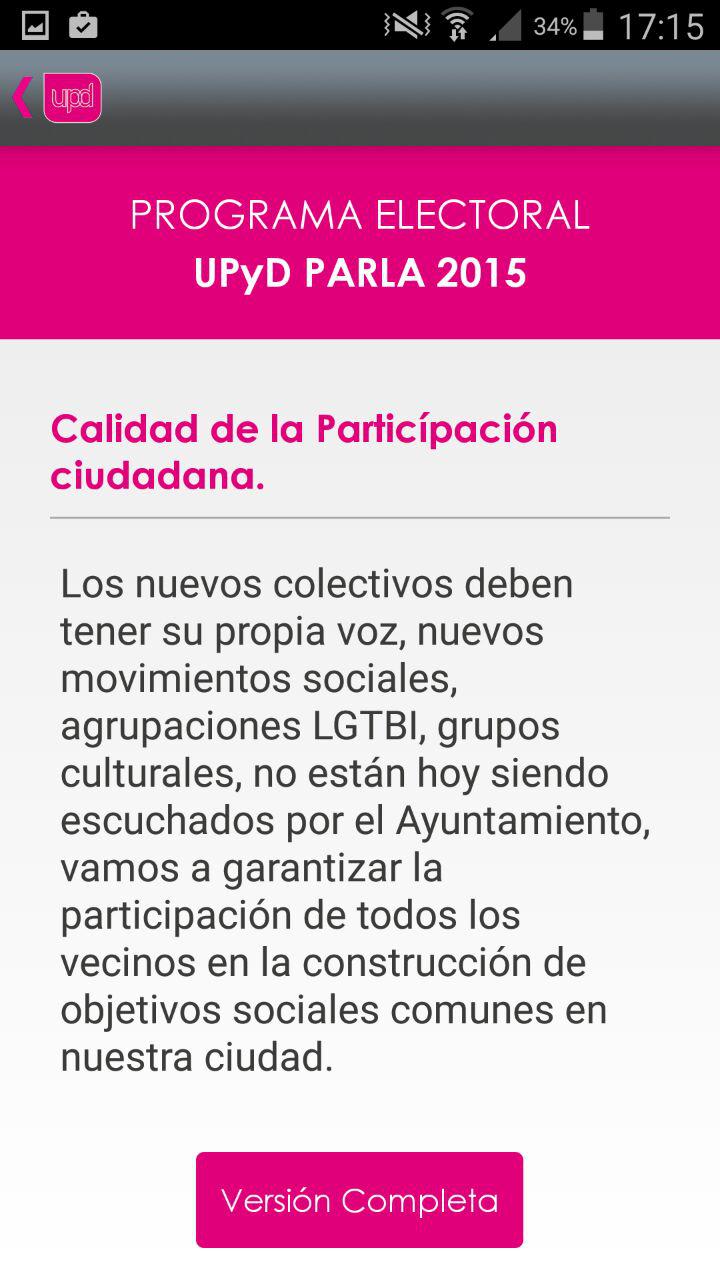 34% 17:15
upd
PROGRAMA ELECTORAL
UPyD PARLA 2015
Calidad de la Particípación
ciudadana.
Los nuevos colectivos deben
tener su propia voz, nuevos
movimientos sociales,
agrupaciones LGTBI, grupos
culturales, no están hoy siendo
escuchados por el Ayuntamiento,
vamos a garantizar la
participación de todos los
vecinos en la construcción de
objetivos sociales comunes en
nuestra ciudad.
Versión Completa